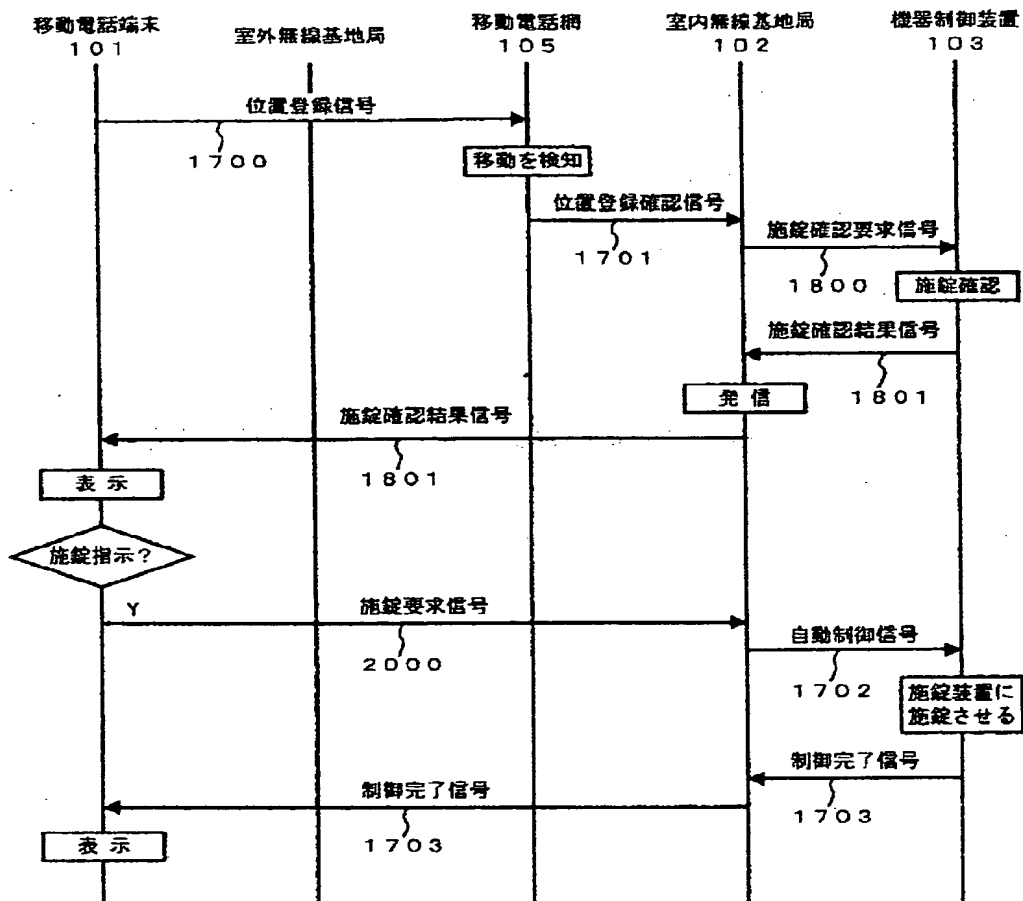 移動電話端末
101
室外無線基地局
移動電話網
105
室内無線基地局
102
機器制御装置
103
位置登録信号
1700
移動を検知
位置登録確認信号
1701
施錠確認要求信号
1800
施錠確認
施錠確認結果信号
1801
発信
施錠確認結果信号
1801
表示
施錠指示？
Y
施錠要求信号
2000
自動制御信号
1702
施錠装置に
施錠させる
制御完了信号
1703
制御完了信号
1703
表示